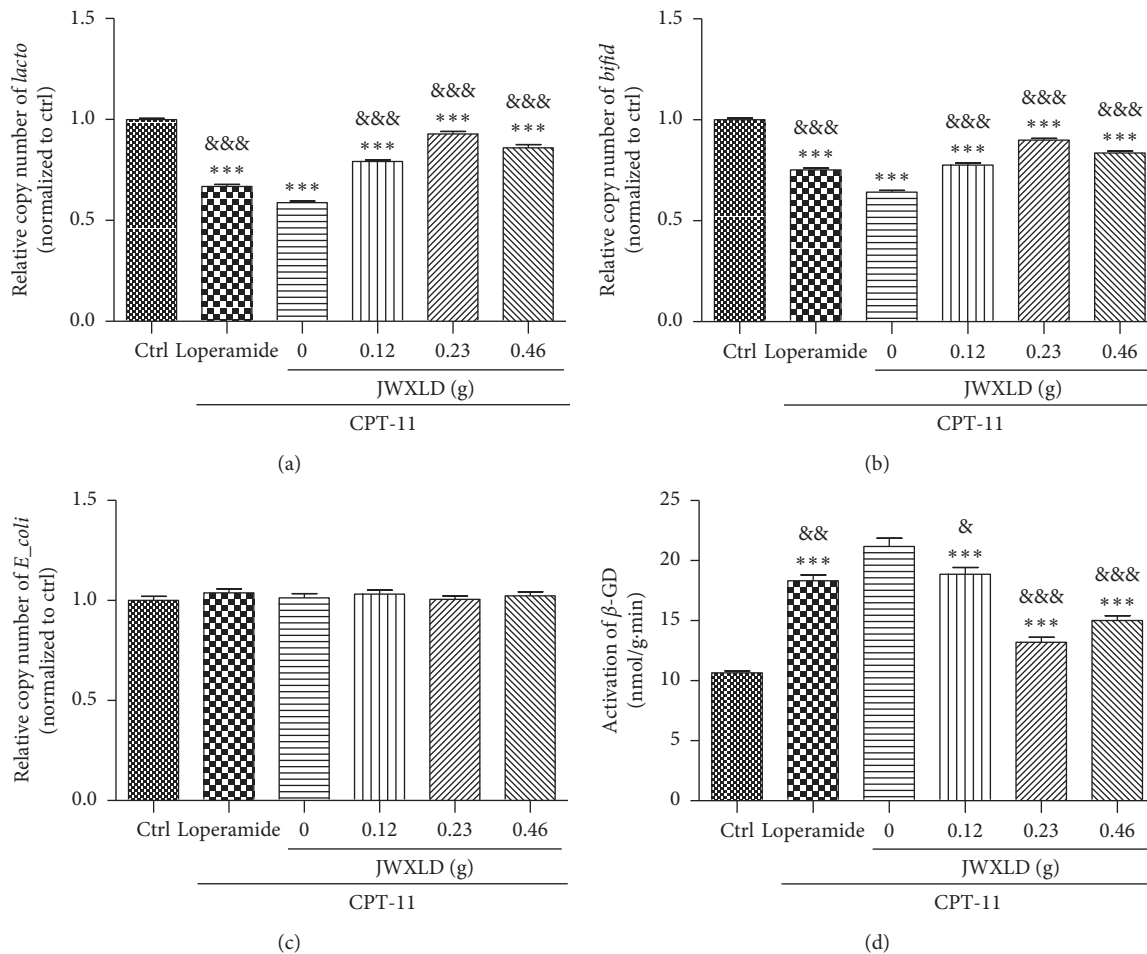 Relative copy number of lacto
(normalized to ctrl)
1.5
1.0
0.5
0.0
&&&
***
***
&&&
***
&&&
***
&&&
***
Ctrl Loperamide 0 0.12 0.23 0.46
JWXLD (g)
CPT-11
(a)
Relative copy number of bifid
(normalized to ctrl)
1.5
1.0
0.5
0.0
&&&
***
***
&&&
***
&&&
***
&&&
***
Ctrl Loperamide 0 0.12 0.23 0.46
JWXLD (g)
CPT-11
(b)
Relative copy number of E_coli
(normalized to ctrl)
1.5
1.0
0.5
0.0
Ctrl Loperamide 0 0.12 0.23 0.46
JWXLD (g)
CPT-11
(c)
Activation of β-GD
(nmol/g·min)
25
20
15
10
5
0
&&
***
&
***
&&&
***
&&&
***
Ctrl Loperamide 0 0.12 0.23 0.46
JWXLD (g)
CPT-11
(d)